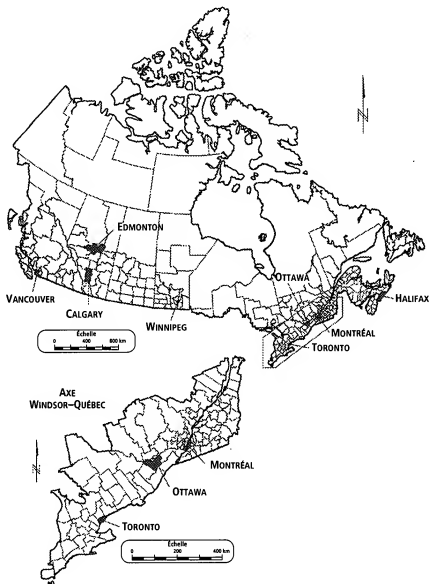 N
EDMONTON
OTTAWA
VANCOUVER
CALGARY
WINNIPEG
HALIFAX
MONTRÉAL
TORONTO
Échelle
0 400 800 km
AXE
WINDSOR–QUÉBEC
N
MONTRÉAL
OTTAWA
TORONTO
Échelle
0 200 400 km